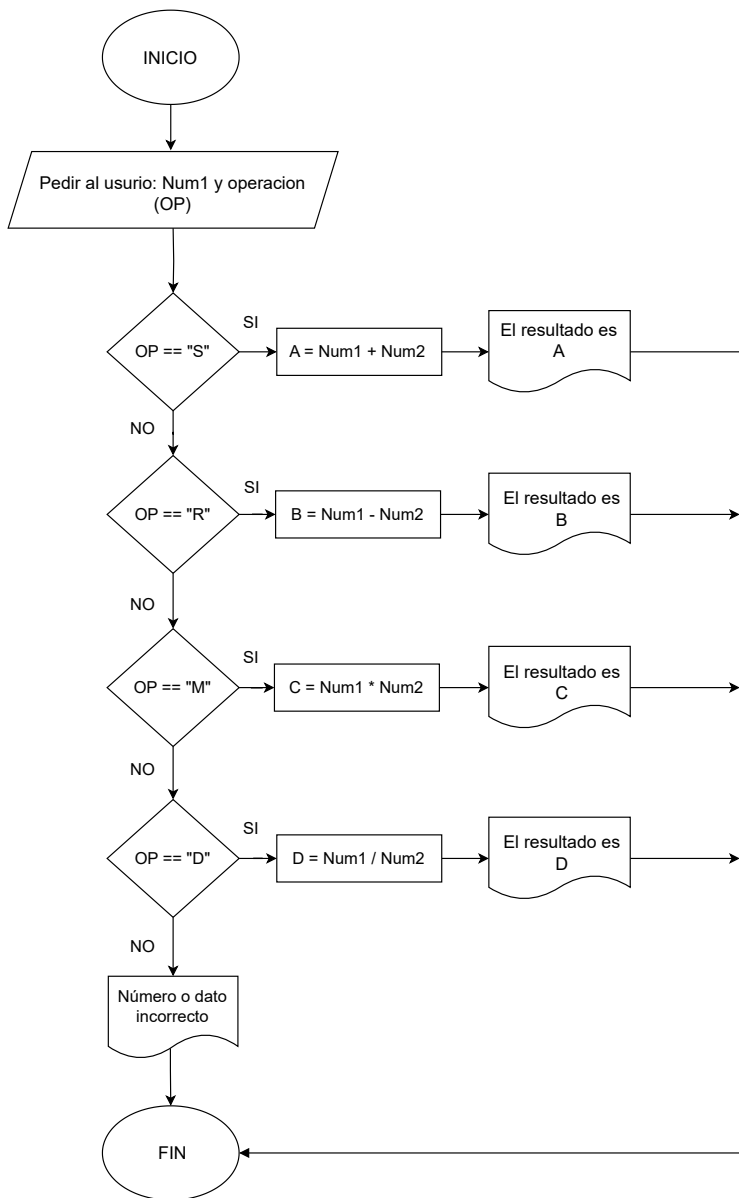 INICIO
Pedir al usurio: Num1 y operacion
(OP)
OP == "S"
SI
A = Num1 + Num2
El resultado es
A
NO
OP == "R"
SI
B = Num1 - Num2
El resultado es
B
NO
OP == "M"
SI
C = Num1 * Num2
El resultado es
C
NO
OP == "D"
SI
D = Num1 / Num2
El resultado es
D
NO
Número o dato
incorrecto
FIN